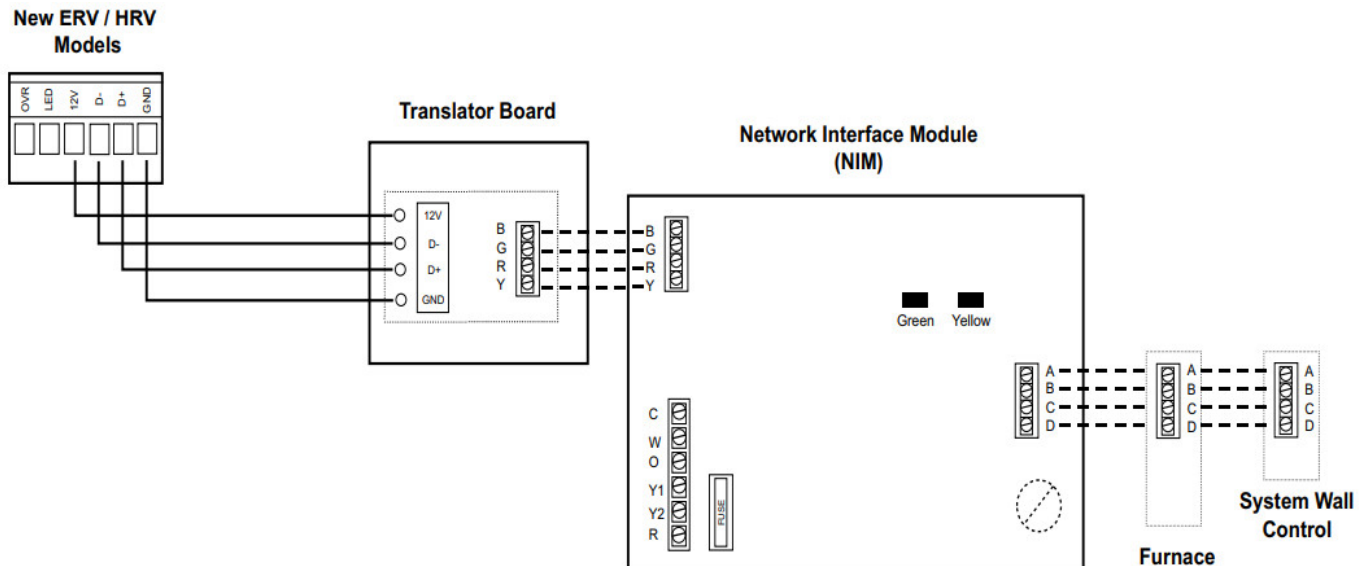 New ERV / HRV
Models
OVR
LED
12V
D-
D+
GND
Translator Board
12V
D-
D+
GND
B
G
R
Y
Network Interface Module
(NIM)
B
G
R
Y
Green Yellow
C
W
O
Y1
Y2
R
FUSE
A
B
C
D
A
B
C
D
Furnace
A
B
C
D
System Wall
Control